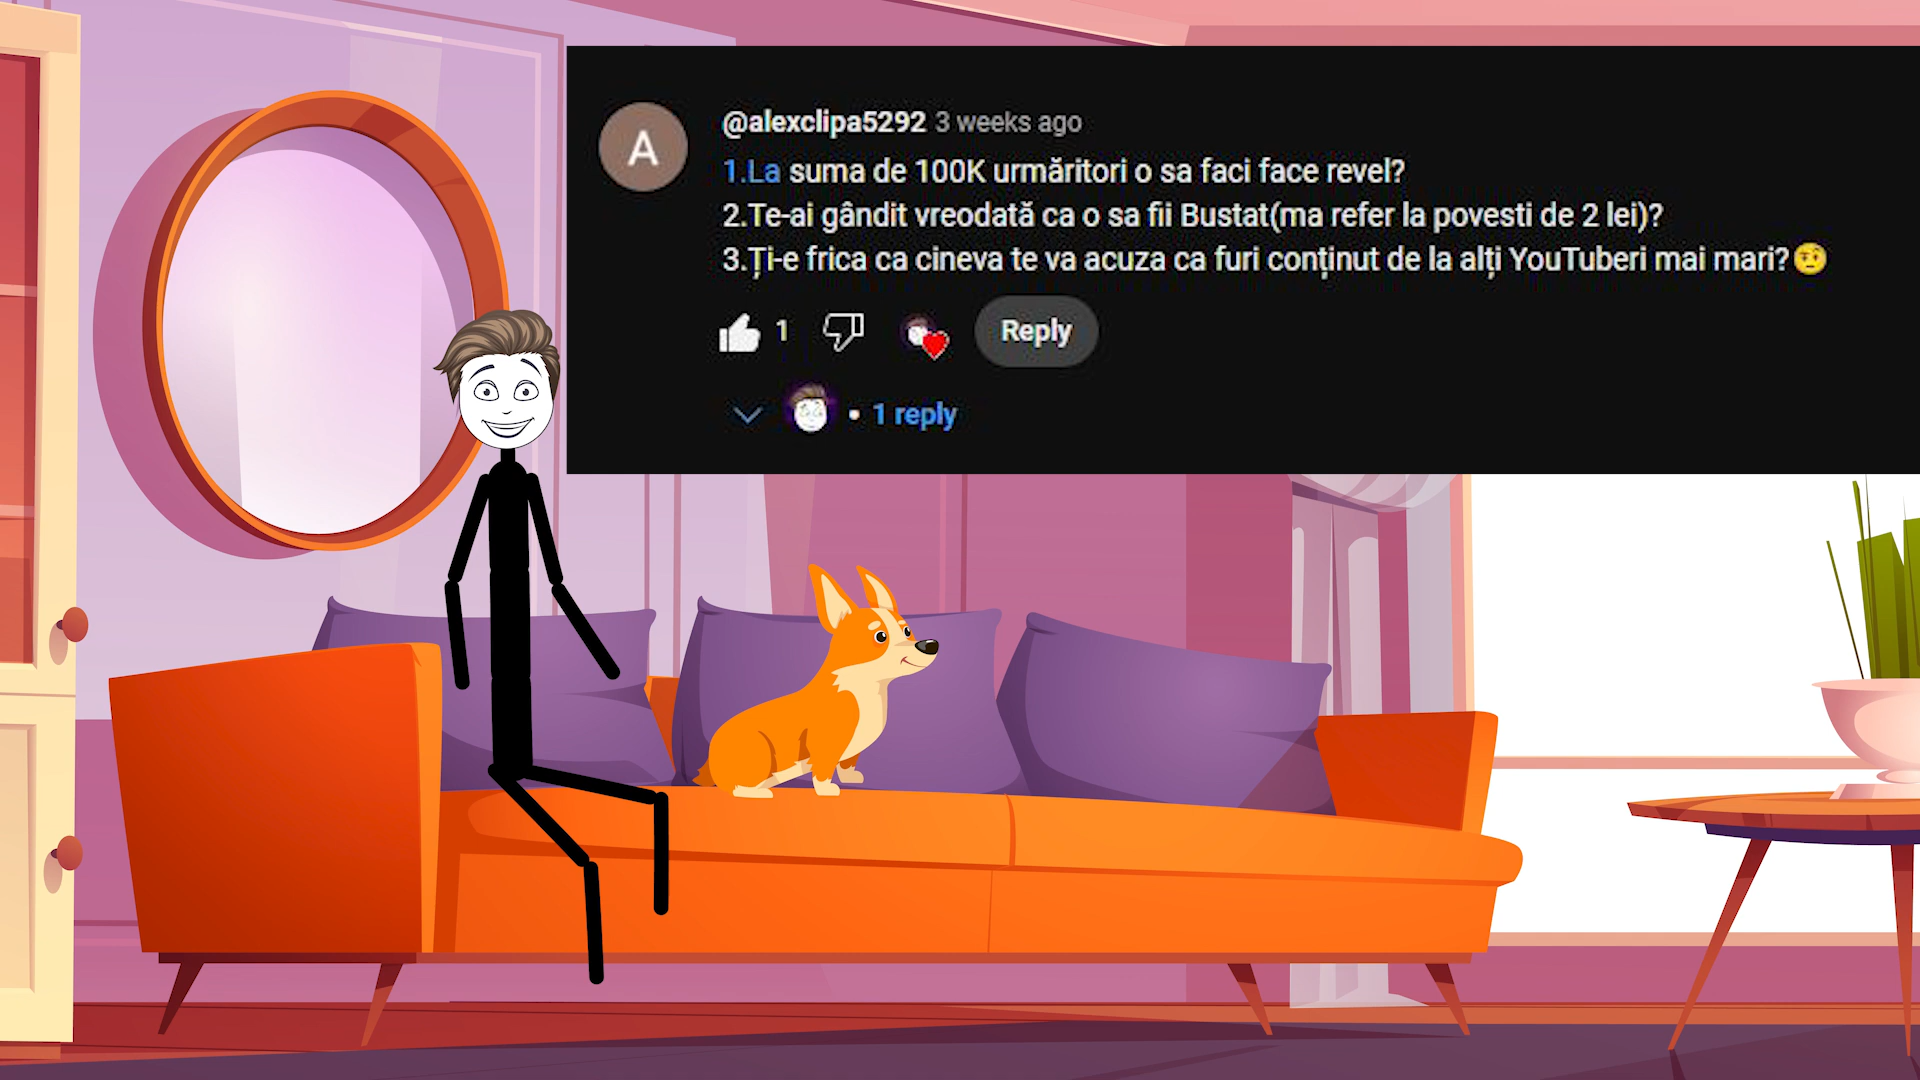 A
@alexclipa5292 3 weeks ago
1.La suma de 100K urmăritori o sa faci face revel?
2.Te-ai gândit vreodată ca o sa fii Bustat(ma refer la povesti de 2 lei)?
3.Ți-e frica ca cineva te va acuza ca furi conținut de la alți YouTuberi mai mari?🤨
1
Reply
• 1 reply